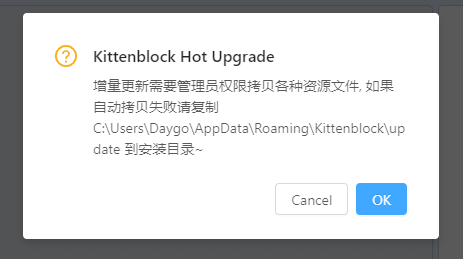 Kittenblock Hot Upgrade
增量更新需要管理员权限拷贝各种资源文件, 如果
自动拷贝失败请复制
C:\Users\Daygo\AppData\Roaming\Kittenblock\up
date 到安装目录~
Cancel OK